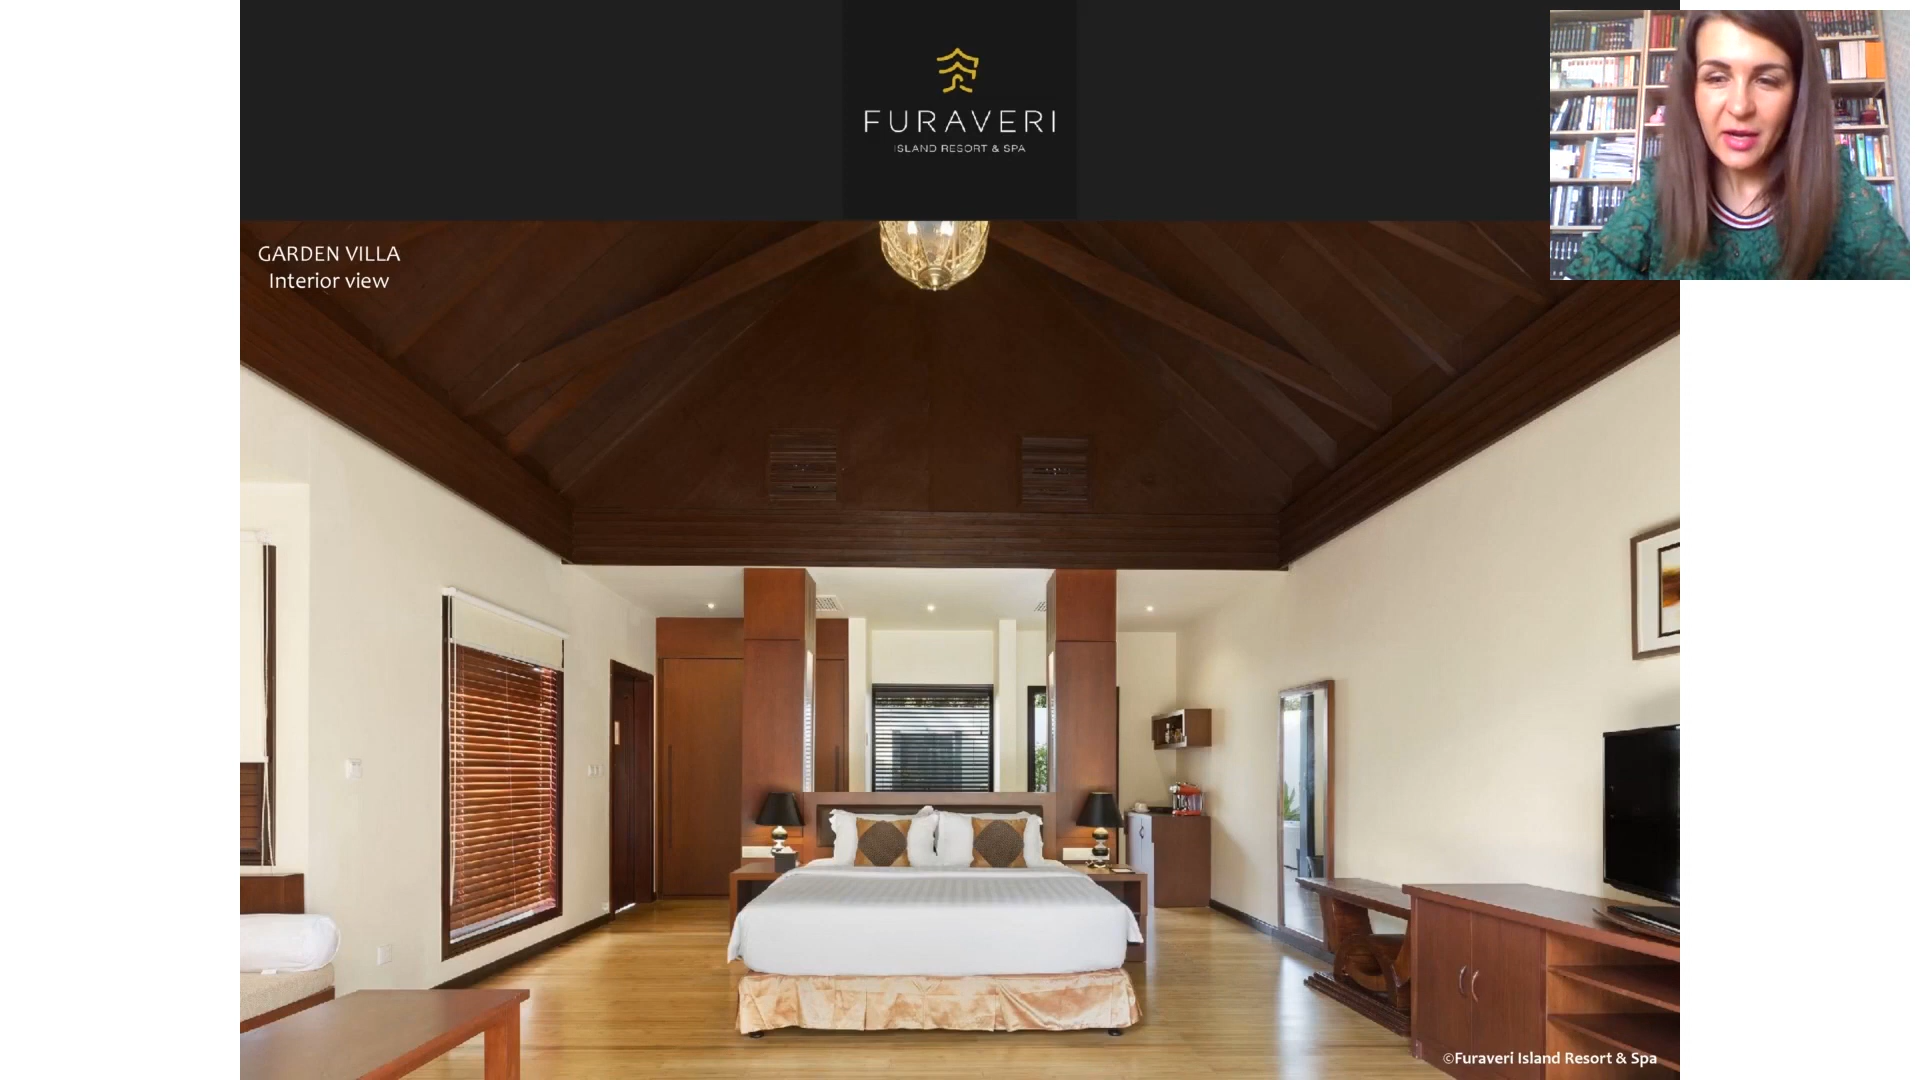 FURAVERI
ISLAND RESORT & SPA
GARDEN VILLA
Interior view
©Furaveri Island Resort & Spa